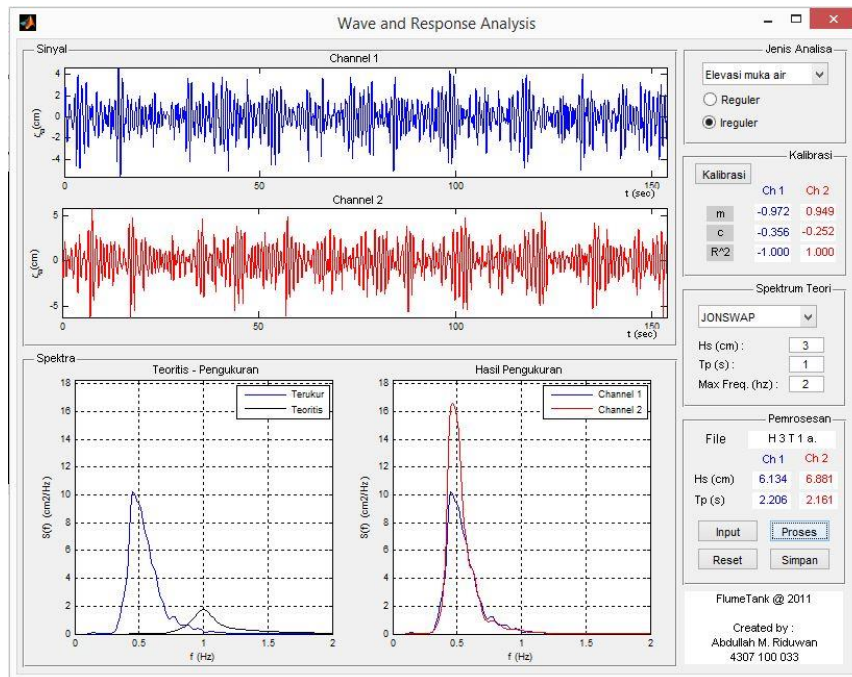 Wave and Response Analysis
Sinyal
Channel 1
4
2
0
-2
-4
ζa(cm)
0
50
100
150
t (sec)
Channel 2
5
0
-5
ζa(cm)
0
50
100
150
t (sec)
Spektra
Teoritis - Pengukuran
18
16
14
12
10
8
6
4
2
0
S(f) (cm2/Hz)
Terukur
Teoritis
0
0.5
1
1.5
2
f (Hz)
Hasil Pengukuran
18
16
14
12
10
8
6
4
2
0
S(f) (cm2/Hz)
Channel 1
Channel 2
0
0.5
1
1.5
2
f (Hz)
Jenis Analisa
Elevasi muka air
Reguler
Ireguler
Kalibrasi
Kalibrasi
Ch 1 Ch 2
m -0.972 0.949
c -0.356 -0.252
R^2 -1.000 1.000
Spektrum Teori
JONSWAP
Hs (cm) : 3
Tp (s) : 1
Max Freq. (hz) : 2
Pemrosesan
File H 3 T 1 a.
Ch 1 Ch 2
Hs (cm) 6.134 6.881
Tp (s) 2.206 2.161
Input Proses
Reset Simpan
FlumeTank @ 2011
Created by :
Abdullah M. Riduwan
4307 100 033